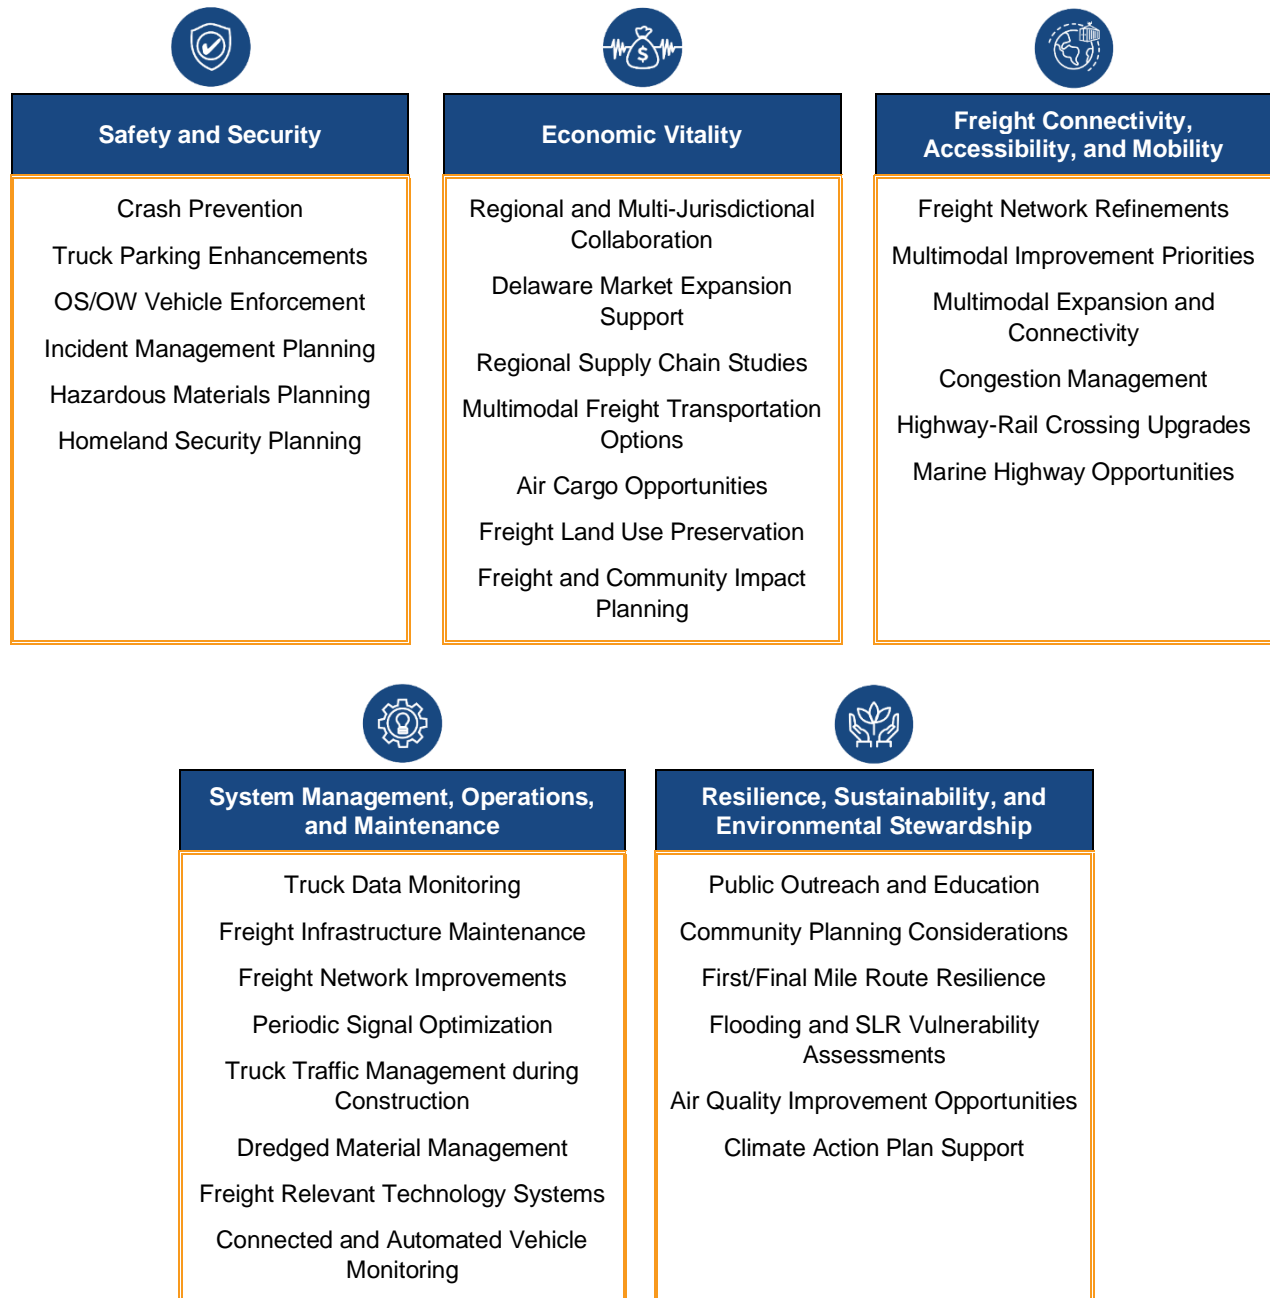 $
Safety and Security
Crash Prevention
Truck Parking Enhancements
OS/OW Vehicle Enforcement
Incident Management Planning
Hazardous Materials Planning
Homeland Security Planning
Economic Vitality
Regional and Multi-Jurisdictional
Collaboration
Delaware Market Expansion
Support
Regional Supply Chain Studies
Multimodal Freight Transportation
Options
Air Cargo Opportunities
Freight Land Use Preservation
Freight and Community Impact
Planning
Freight Connectivity,
Accessibility, and Mobility
Freight Network Refinements
Multimodal Improvement Priorities
Multimodal Expansion and
Connectivity
Congestion Management
Highway-Rail Crossing Upgrades
Marine Highway Opportunities
System Management, Operations,
and Maintenance
Truck Data Monitoring
Freight Infrastructure Maintenance
Freight Network Improvements
Periodic Signal Optimization
Truck Traffic Management during
Construction
Dredged Material Management
Freight Relevant Technology Systems
Connected and Automated Vehicle
Monitoring
Resilience, Sustainability, and
Environmental Stewardship
Public Outreach and Education
Community Planning Considerations
First/Final Mile Route Resilience
Flooding and SLR Vulnerability
Assessments
Air Quality Improvement Opportunities
Climate Action Plan Support